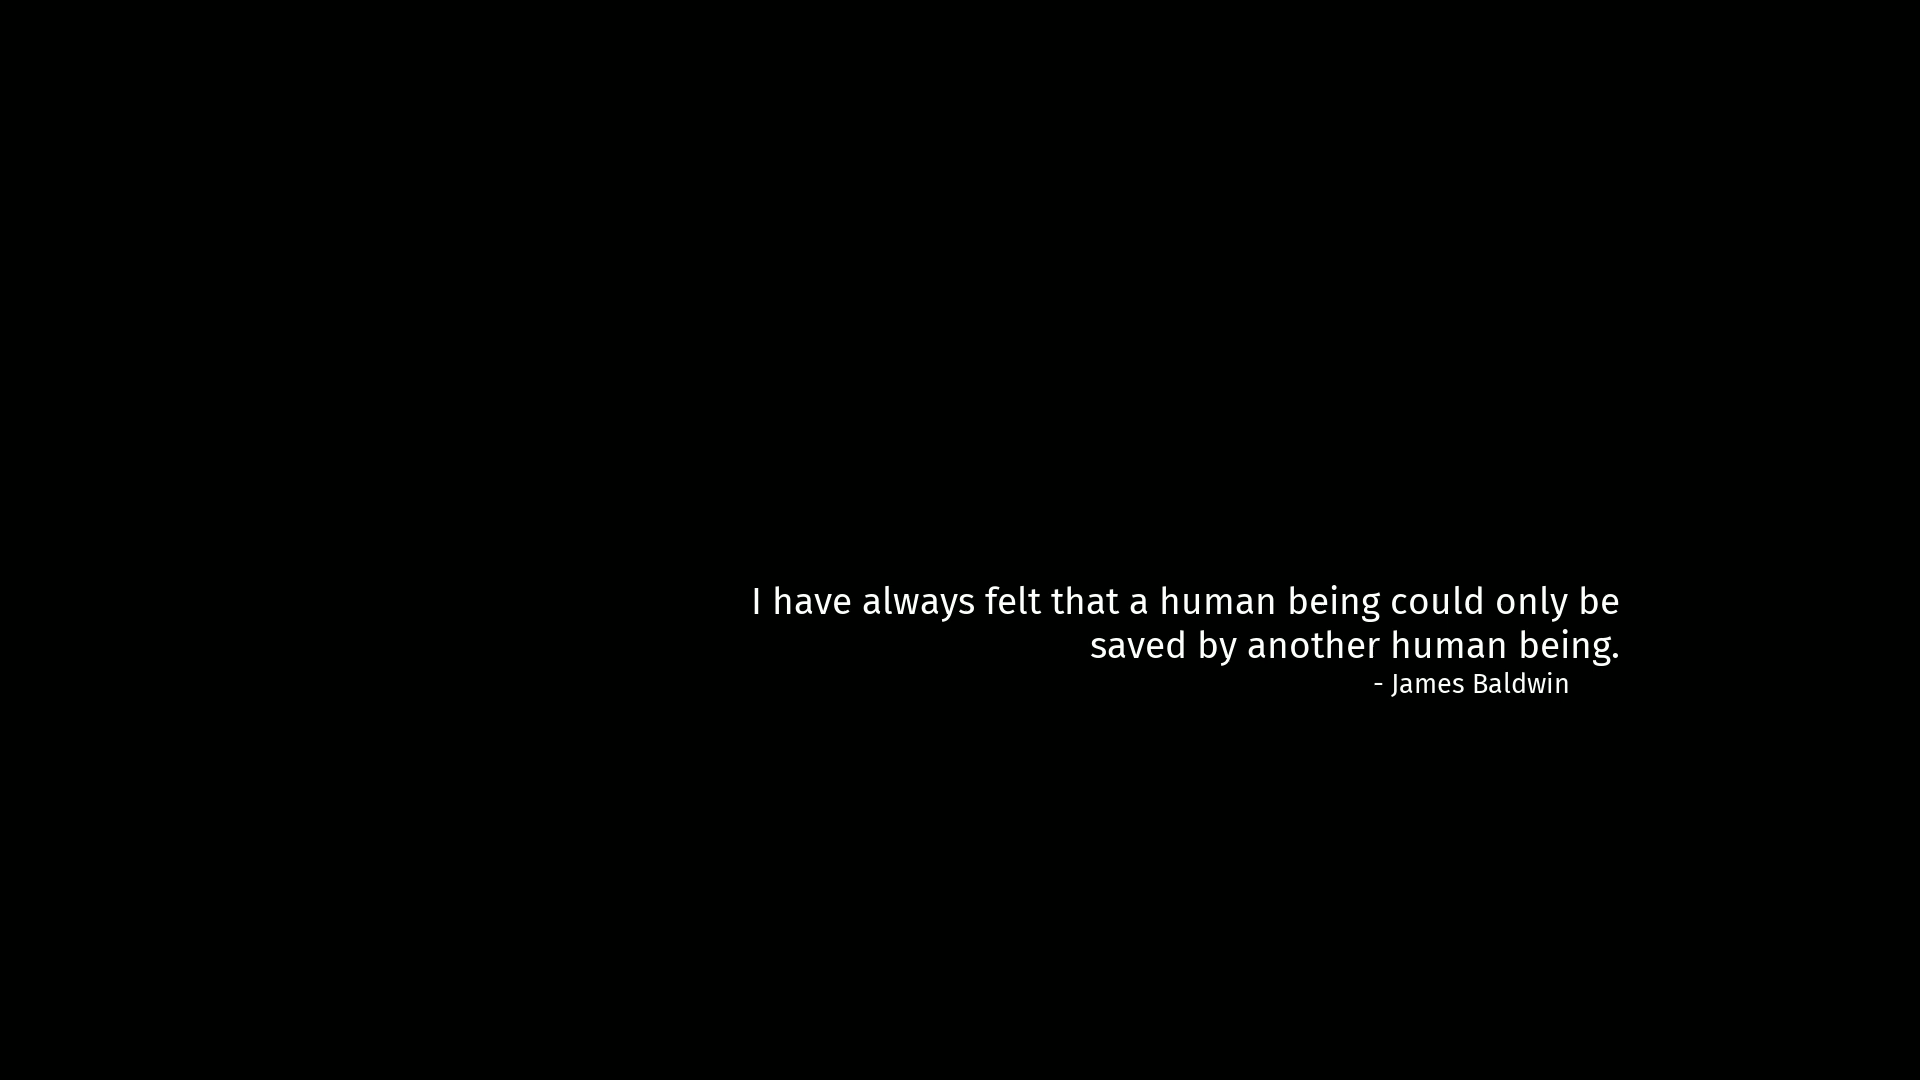 I have always felt that a human being could only be
saved by another human being.
- James Baldwin